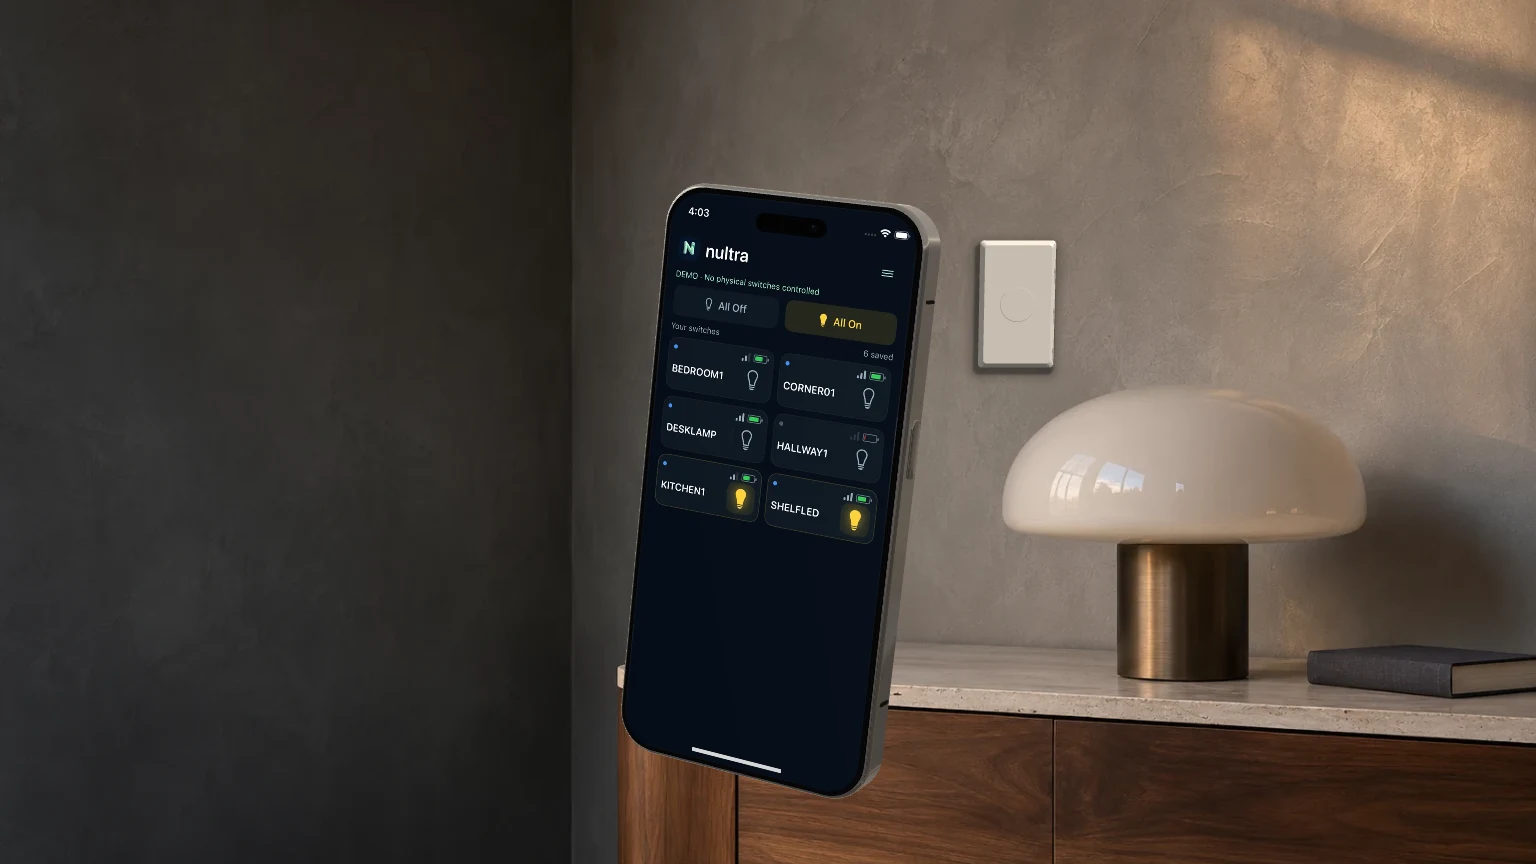 4:03
nultra
DEMO · No physical switches controlled
All Off
All On
Your switches
6 saved
BEDROOM1
CORNER01
DESKLAMP
HALLWAY1
KITCHEN1
SHELFLED